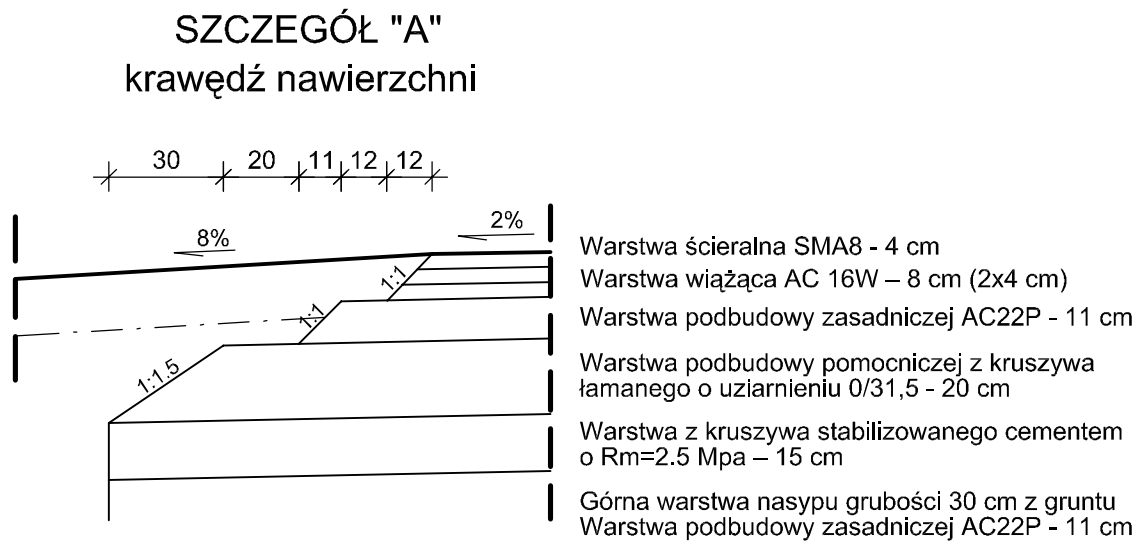 SZCZEGÓŁ "A"
krawędź nawierzchni
30 20 11 12 12
8%
2%
1:1
1:1
1:1.5
Warstwa ścieralna SMA8 - 4 cm
Warstwa wiążąca AC 16W – 8 cm (2x4 cm)
Warstwa podbudowy zasadniczej AC22P - 11 cm
Warstwa podbudowy pomocniczej z kruszywa
łamanego o uziarnieniu 0/31,5 - 20 cm
Warstwa z kruszywa stabilizowanego cementem
o Rm=2.5 Mpa – 15 cm
Górna warstwa nasypu grubości 30 cm z gruntu
Warstwa podbudowy zasadniczej AC22P - 11 cm